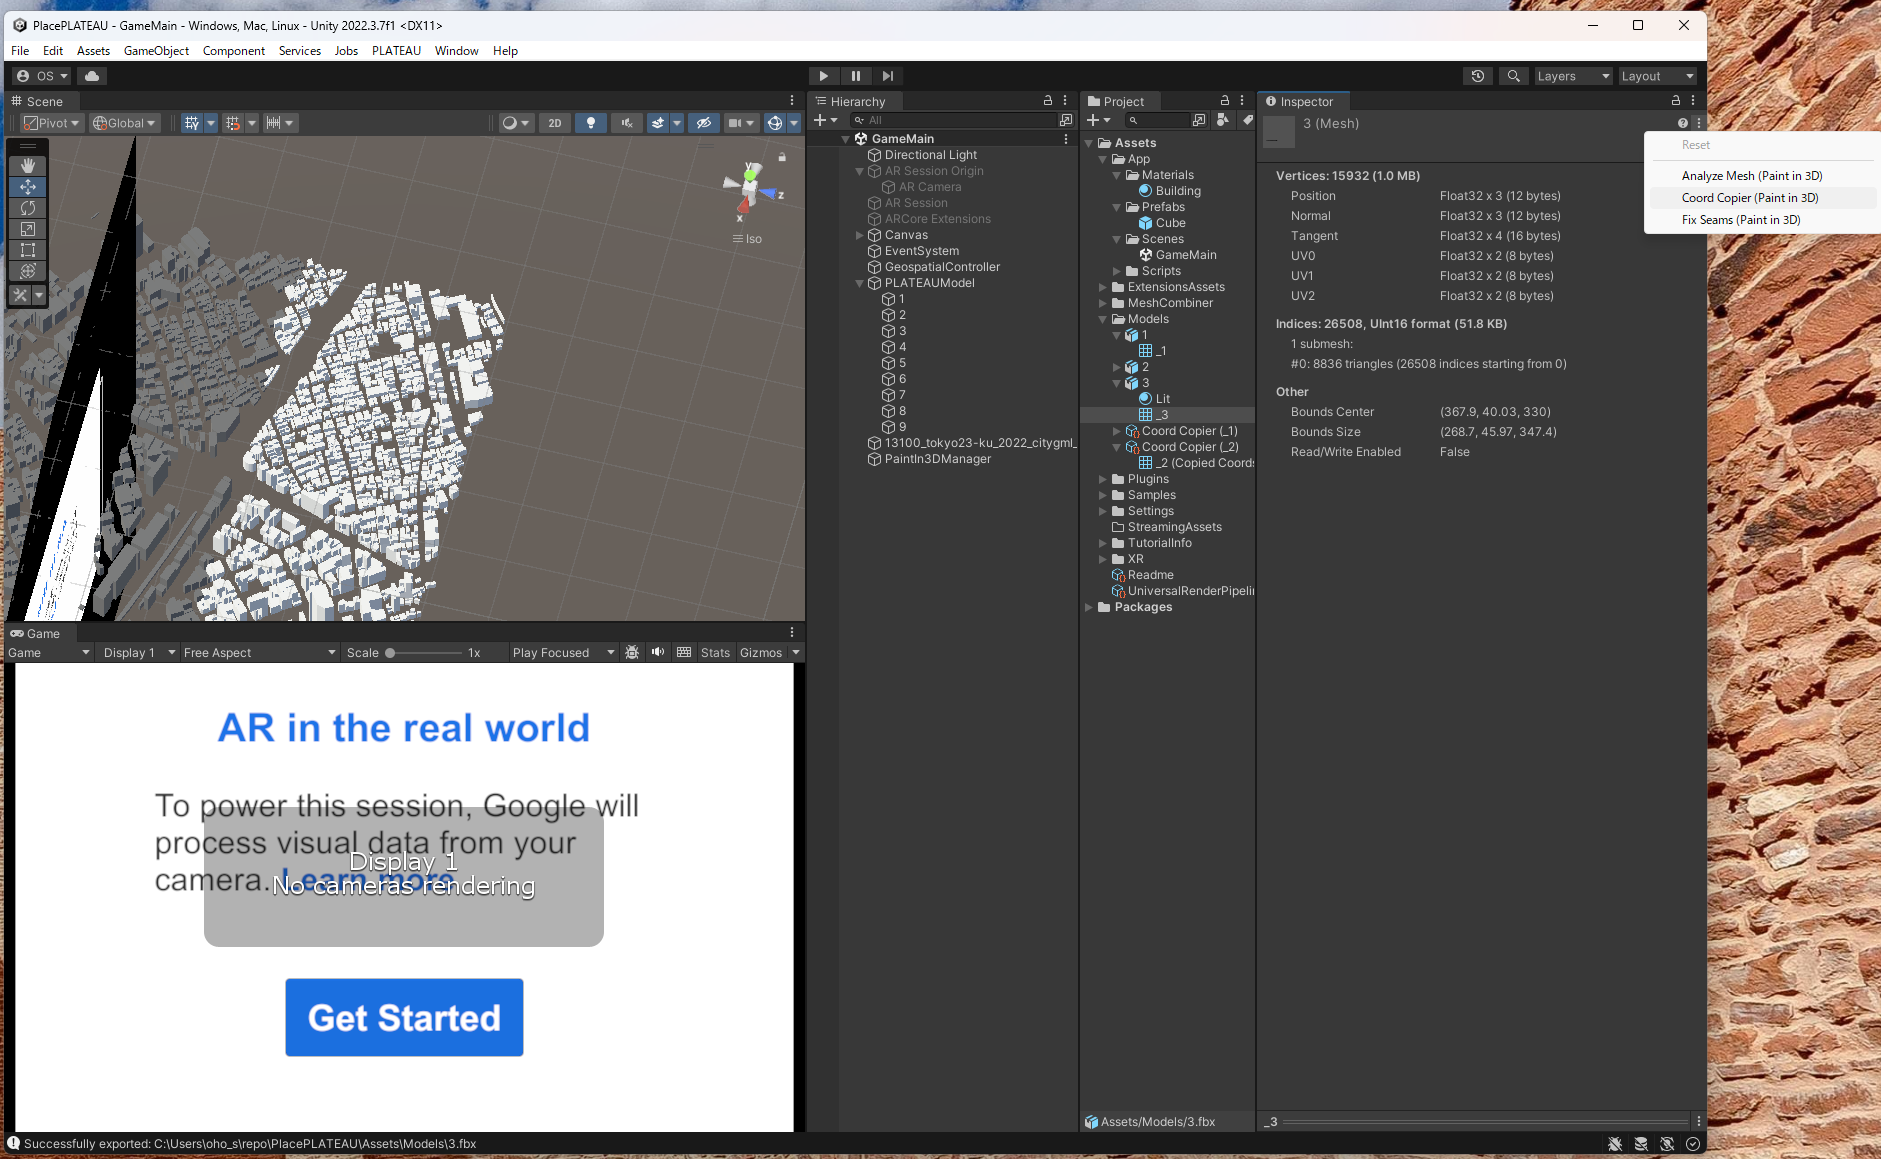 PlacePLATEAU - GameMain - Windows, Mac, Linux - Unity 2022.3.7f1 <DX11>
File Edit Assets GameObject Component Services Jobs PLATEAU Window Help
OS
Layers
Layout
Scene
Pivot
Global
2D
y
z
x
Iso
Hierarchy
All
GameMain
Directional Light
AR Session Origin
AR Camera
AR Session
ARCore Extensions
Canvas
EventSystem
GeospatialController
PLATEAUModel
1
2
3
4
5
6
7
8
9
13100_tokyo23-ku_2022_citygml_
PaintIn3DManager
Project
Assets
App
Materials
Building
Prefabs
Cube
Scenes
GameMain
Scripts
ExtensionsAssets
MeshCombiner
Models
1
_1
2
3
Lit
_3
Coord Copier (_1)
Coord Copier (_2)
_2 (Copied Coords
Plugins
Samples
Settings
StreamingAssets
TutorialInfo
XR
Readme
UniversalRenderPipeli
Packages
Assets/Models/3.fbx
Inspector
3 (Mesh)
Reset
Analyze Mesh (Paint in 3D)
Coord Copier (Paint in 3D)
Fix Seams (Paint in 3D)
Vertices: 15932 (1.0 MB)
Position Float32 x 3 (12 bytes)
Normal Float32 x 3 (12 bytes)
Tangent Float32 x 4 (16 bytes)
UV0 Float32 x 2 (8 bytes)
UV1 Float32 x 2 (8 bytes)
UV2 Float32 x 2 (8 bytes)
Indices: 26508, UInt16 format (51.8 KB)
1 submesh:
#0: 8836 triangles (26508 indices starting from 0)
Other
Bounds Center (367.9, 40.03, 330)
Bounds Size (268.7, 45.97, 347.4)
Read/Write Enabled False
_3
Game
Game Display 1 Free Aspect Scale 1x Play Focused Stats Gizmos
AR in the real world
To power this session, Google will
process visual data from your
camera. Learn more
Display 1
No cameras rendering
Get Started
Successfully exported: C:\Users\oho_s\repo\PlacePLATEAU\Assets\Models\3.fbx